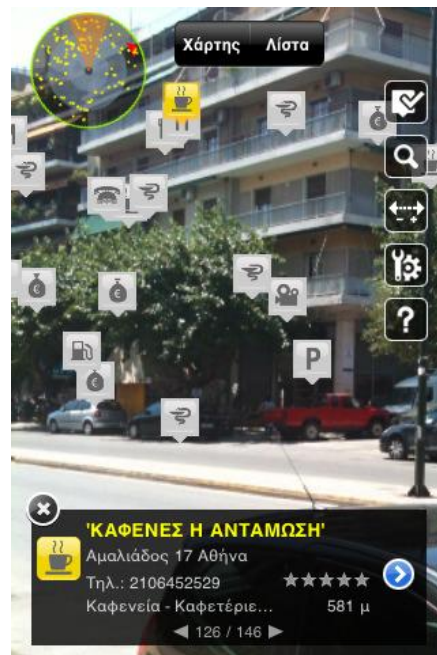 Χάρτης Λίστα
€
€
€
€
P
- +
?
'ΚΑΦΕΝΕΣ Η ΑΝΤΑΜΩΣΗ'
Αμαλιάδος 17 Αθήνα
Τηλ.: 2106452529
Καφενεία - Καφετέριε... 581 μ
126 / 146